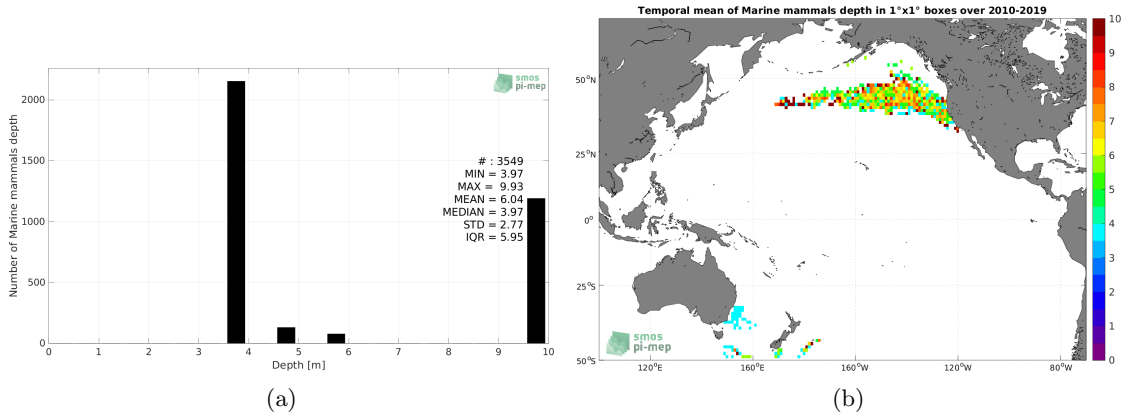 smos
pi-mep
2000
1500
1000
500
0
Number of Marine mammals depth
# : 3549
MIN = 3.97
MAX = 9.93
MEAN = 6.04
MEDIAN = 3.97
STD = 2.77
IQR = 5.95
0 1 2 3 4 5 6 7 8 9 10
Depth [m]
(a)
Temporal mean of Marine mammals depth in 1°x1° boxes over 2010-2019
50°N
25°N
0°
25°S
50°S
120°E 160°E 160°W 120°W 80°W
smos
pi-mep
10
9
8
7
6
5
4
3
2
1
0
(b)